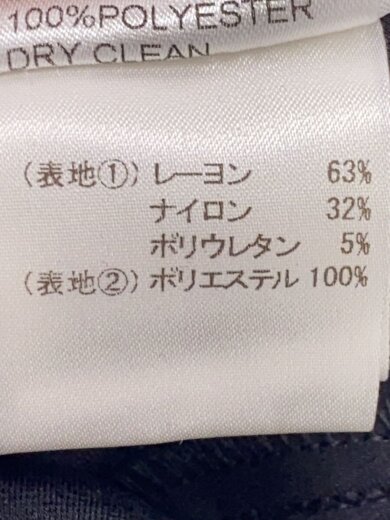 100%POLYESTER
DRY CLEAN
(表地①) レーヨン 63%
ナイロン 32%
ポリウレタン 5%
(表地②) ポリエステル 100%